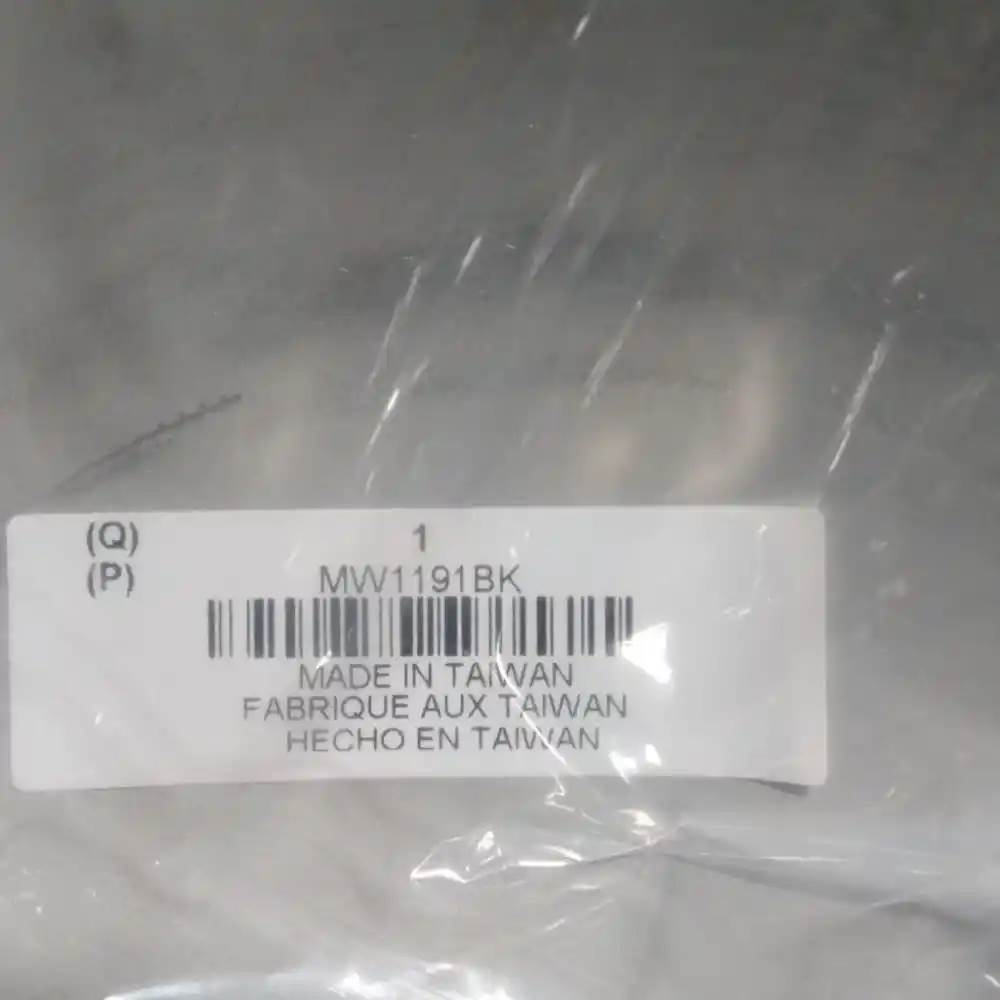 (Q) 1
(P) MW1191BK
MADE IN TAIWAN
FABRIQUE AUX TAIWAN
HECHO EN TAIWAN